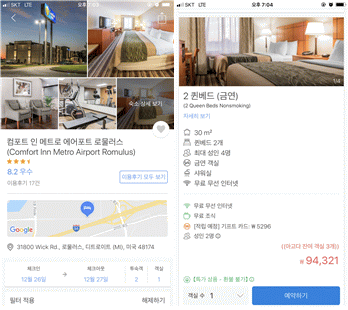 SKT LTE
숙소 상세 보기
컴포트 인 메트로 에어포트 로물러스
(Comfort Inn Metro Airport Romulus)
8.2 우수
이용후기 17건
이용후기 모두 보기
Google
31800 Wick Rd., 로물러스, 디트로이트 (MI), 미국 48174
체크인
체크아웃
투숙객
객실
12월 26일
12월 27일
2
1
필터 적용
해제하기
SKT LTE
오후 7:04
1/4
2 퀸베드 (금연)
(2 Queen Beds Nonsmoking)
자세히 보기
30 m²
퀸베드 2개
최대 성인 4명
금연 객실
샤워실
무료 무선 인터넷
무료 무선 인터넷
무료 조식
[적립 예정] 기프트 카드: ₩ 5296
성인 2명
₩ 94,321
객실 수
1
예약하기